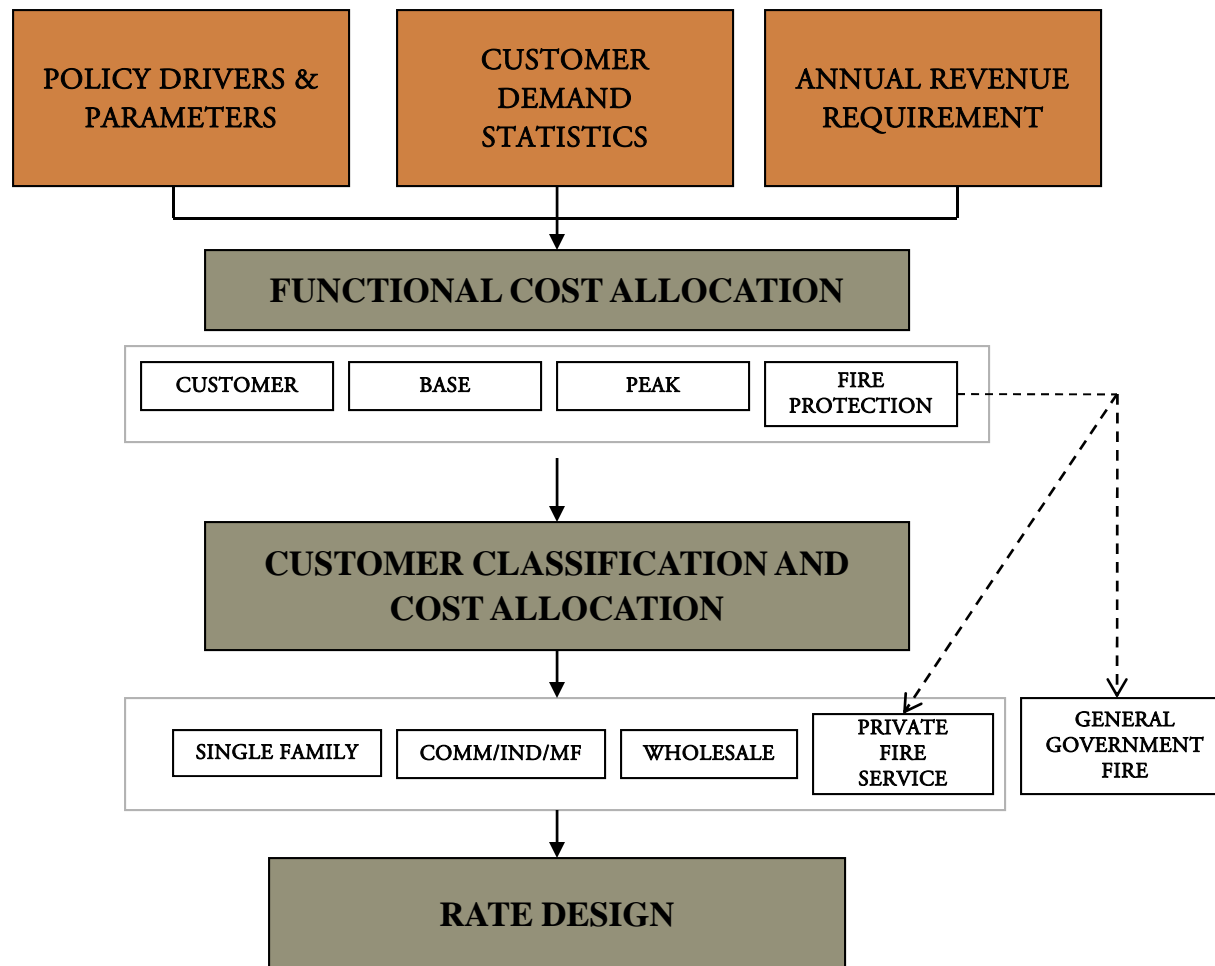 POLICY DRIVERS &
PARAMETERS
CUSTOMER
DEMAND
STATISTICS
ANNUAL REVENUE
REQUIREMENT
FUNCTIONAL COST ALLOCATION
CUSTOMER
BASE
PEAK
FIRE
PROTECTION
CUSTOMER CLASSIFICATION AND
COST ALLOCATION
SINGLE FAMILY
COMM/IND/MF
WHOLESALE
PRIVATE
FIRE
SERVICE
GENERAL
GOVERNMENT
FIRE
RATE DESIGN